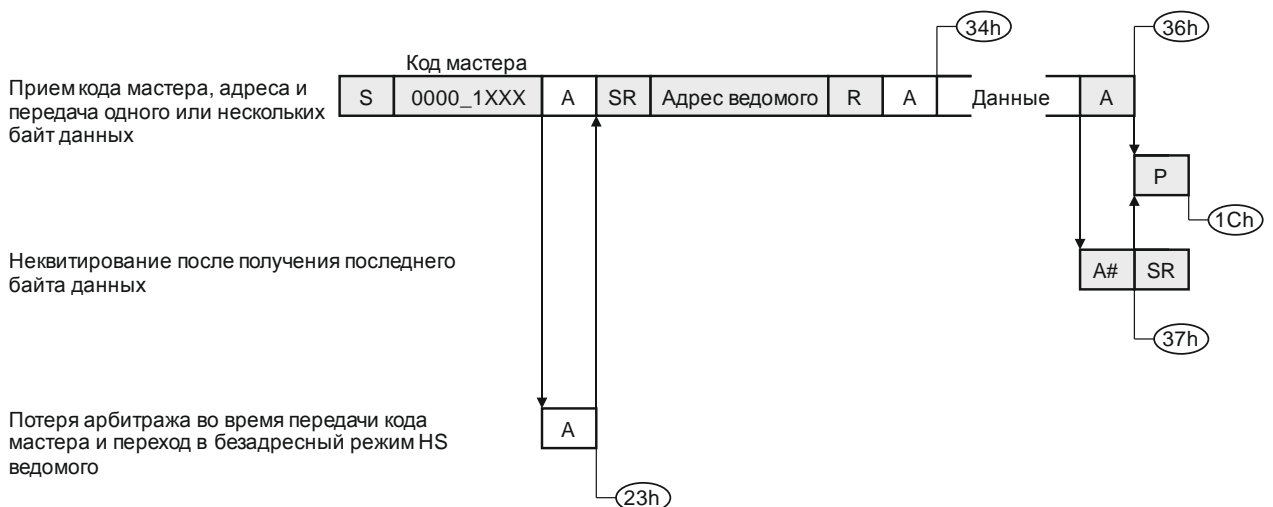 34h
36h
Код мастера
Прием кода мастера, адреса и
передача одного или нескольких
байт данных
S 0000_1XXX A SR Адрес ведомого R A Данные A
P
1Ch
Неквитирование после получения последнего
байта данных
A# SR
37h
Потеря арбитража во время передачи кода
мастера и переход в безадресный режим HS
ведомого
A
23h